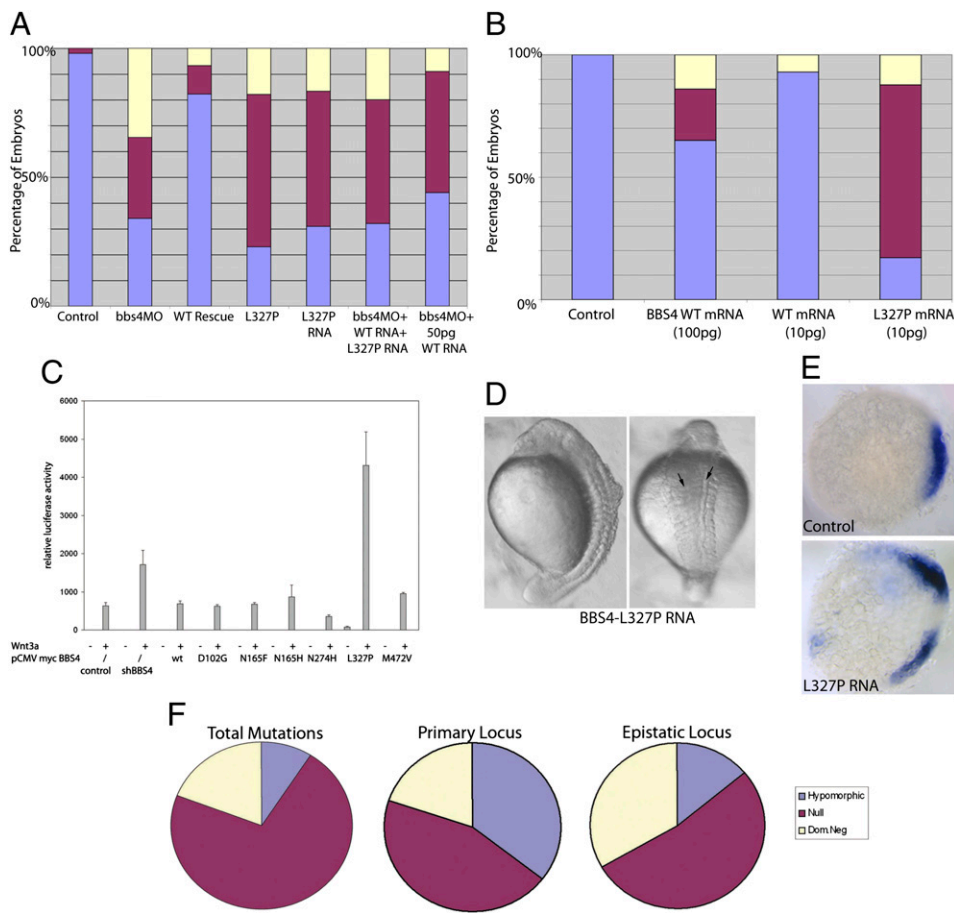 A
100%
50%
0%
Percentage of Embryos
Control
bbs4MO
WT Rescue
L327P
L327P
RNA
bbs4MO+
WT RNA+
L327P RNA
bbs4MO+
50pg
WT RNA
B
100%
50%
0%
Percentage of Embryos
Control
BBS4 WT mRNA
(100pg)
WT mRNA
(10pg)
L327P mRNA
(10pg)
C
6000
5000
4000
3000
2000
1000
0
relative luciferase activity
Wnt3a - + - + - + - + - + - + - + - + - +
pCMV myc BBS4 / / wt D102G N165F N165H N274H L327P M472V
control shBBS4
D
BBS4-L327P RNA
E
Control
L327P RNA
F
Total Mutations
Primary Locus
Epistatic Locus
Hypomorphic
Null
Dom.Neg